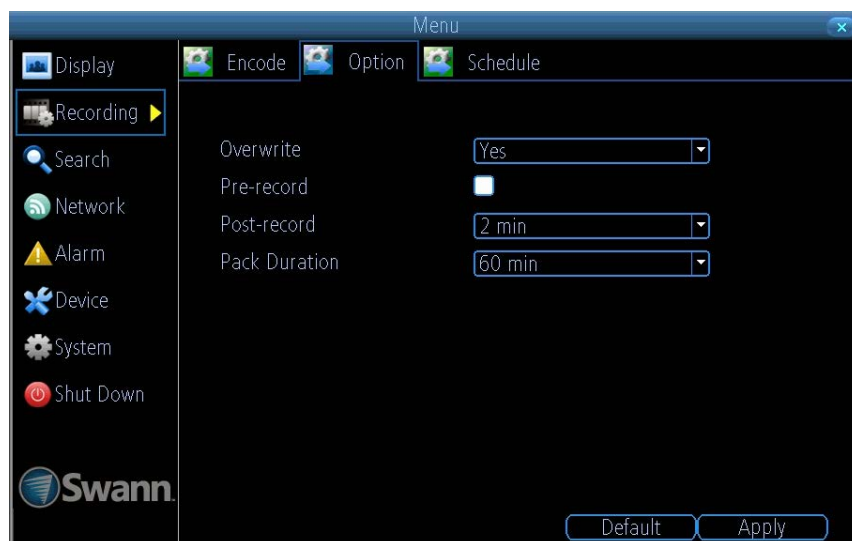 Menu
Display
Recording
Search
Network
Alarm
Device
System
Shut Down
Swann.
Encode
Option
Schedule
Overwrite
Yes
Pre-record
Post-record
2 min
Pack Duration
60 min
Default
Apply